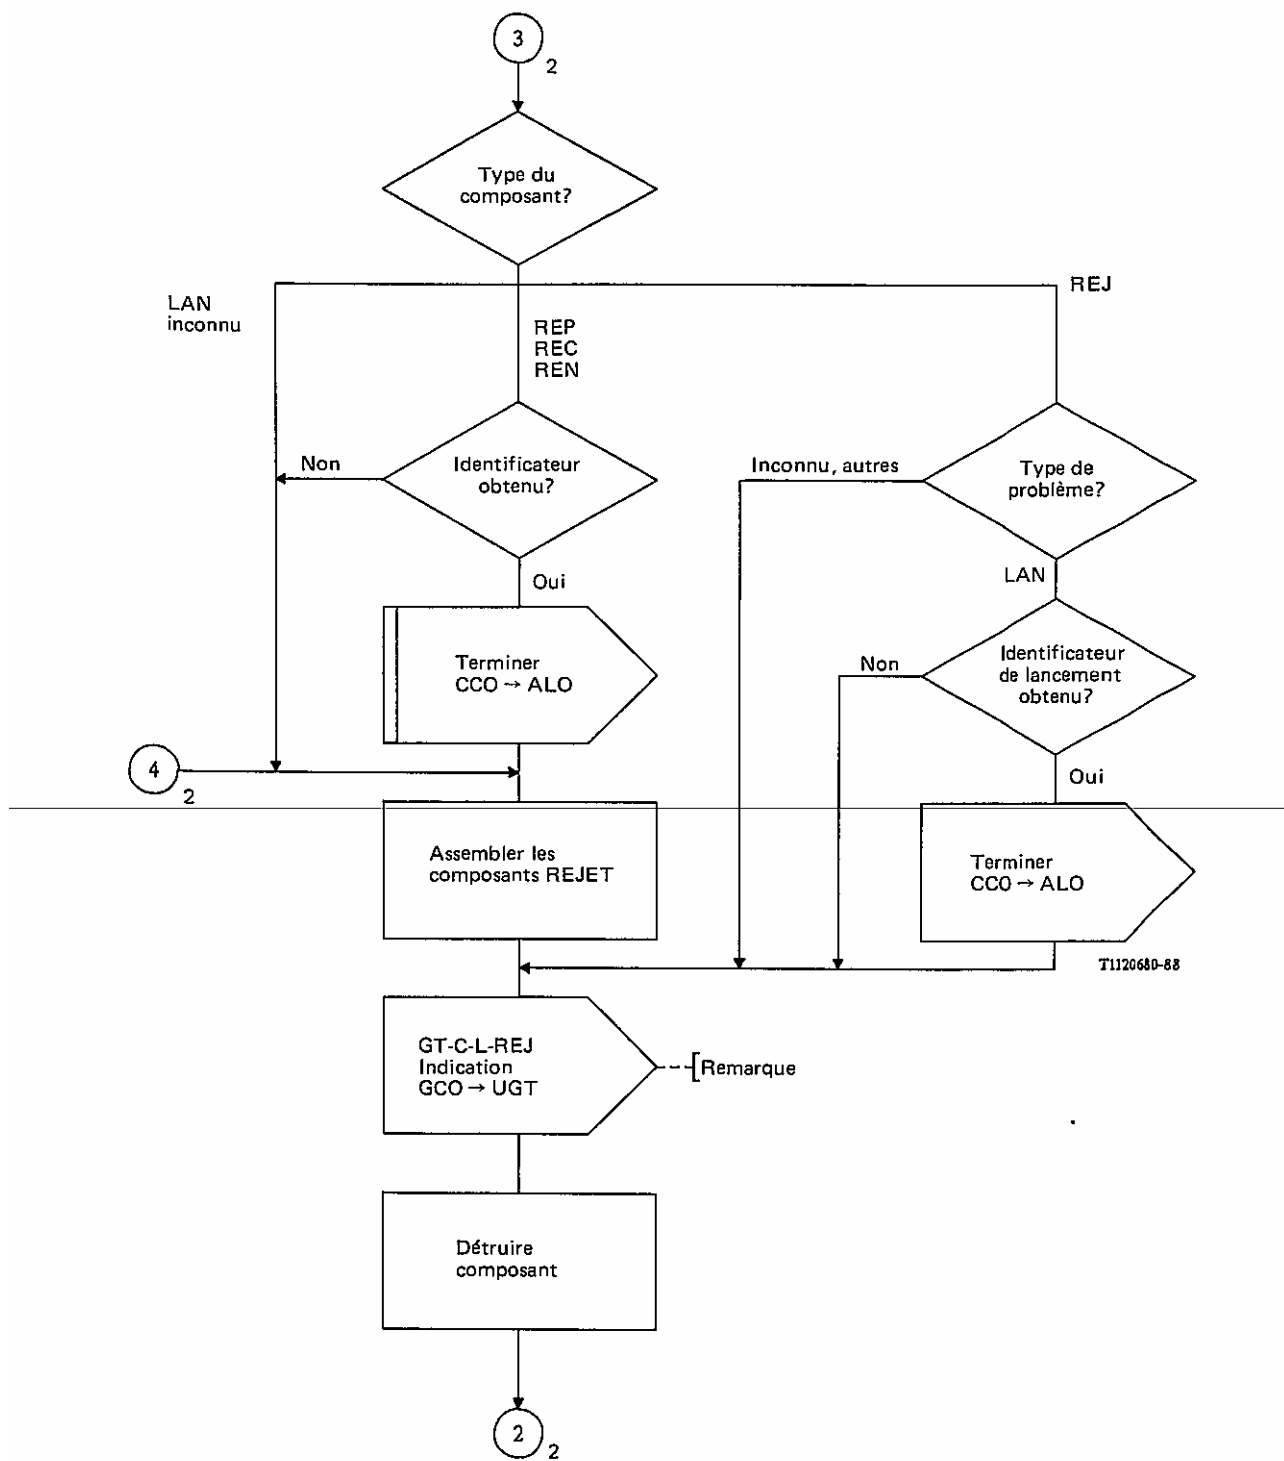 3
2
Type du
composant?
LAN
inconnu
REP
REC
REN
REJ
Non
Identificateur
obtenu?
Inconnu, autres
Type de
problème?
Oui
LAN
Terminer
CCO → ALO
Non
Identificateur
de lancement
obtenu?
4
2
Oui
Assembler les
composants REJET
Terminer
CCO → ALO
T1120680-88
GT-C-L-REJ
Indication
GCO → UGT
Remarque
Détruire
composant
2
2